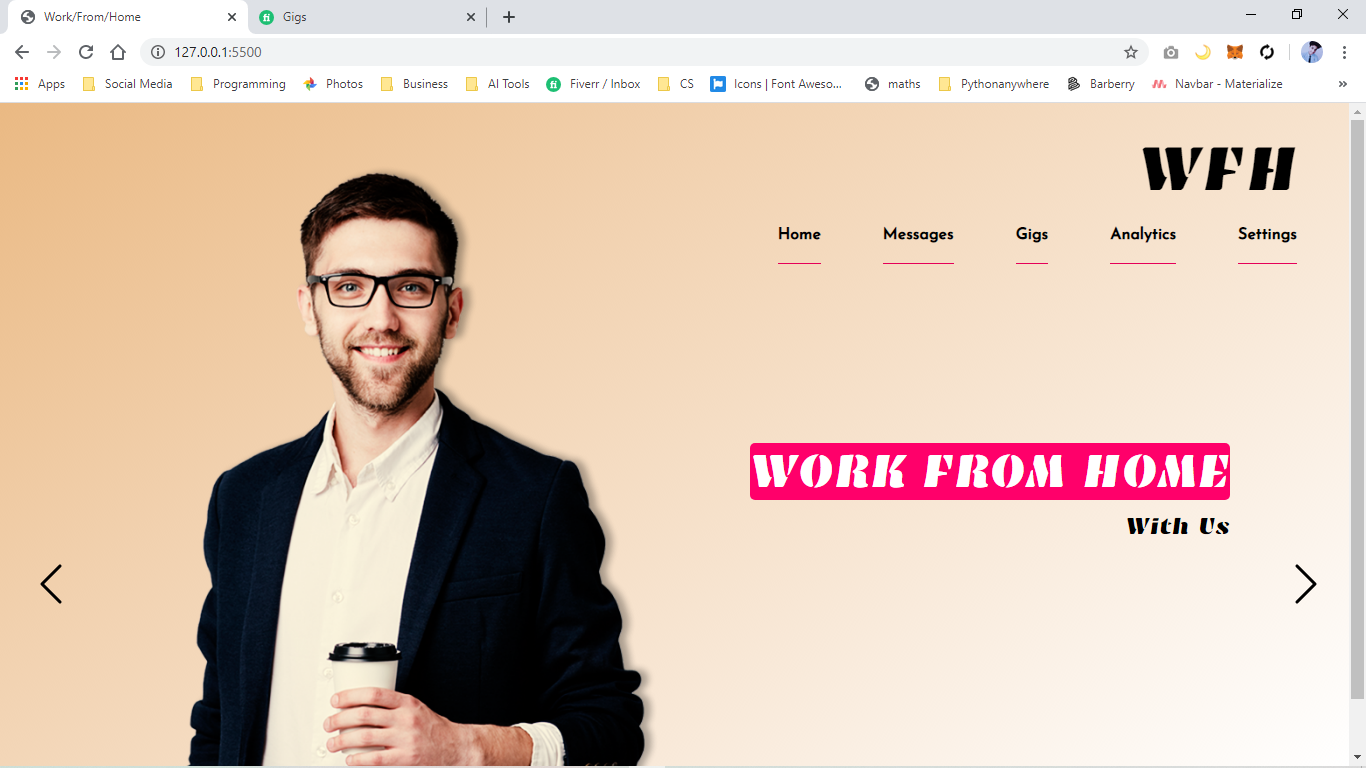 Work/From/Home
Gigs
127.0.0.1:5500
Apps
Social Media
Programming
Photos
Business
AI Tools
Fiverr / Inbox
CS
Icons | Font Aweso...
maths
Pythonanywhere
Barberry
Navbar - Materialize
WFH
Home
Messages
Gigs
Analytics
Settings
WORK FROM HOME
With Us